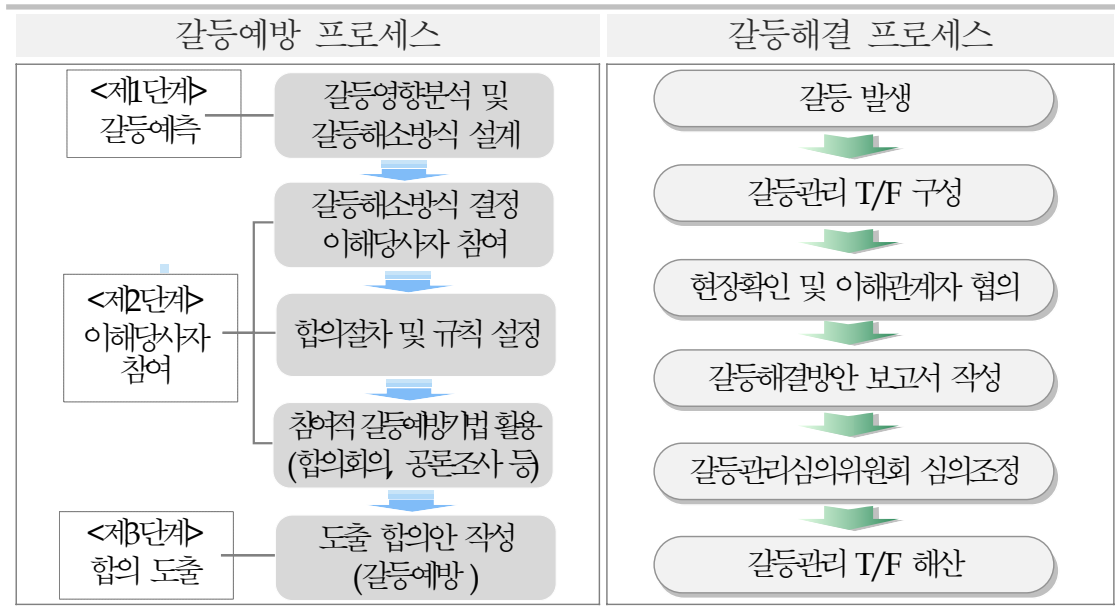 갈등예방 프로세스
<제1단계>
갈등예측
갈등영향분석 및
갈등해소방식 설계
갈등해소방식 결정
이해당사자 참여
<제2단계>
이해당사자
참여
합의절차 및 규칙 설정
참여적 갈등예방기법 활용
(합의회의, 공론조사 등)
<제3단계>
합의 도출
도출 합의안 작성
(갈등예방 )
갈등해결 프로세스
갈등 발생
갈등관리 T/F 구성
현장확인 및 이해관계자 협의
갈등해결방안 보고서 작성
갈등관리심의위원회 심의조정
갈등관리 T/F 해산